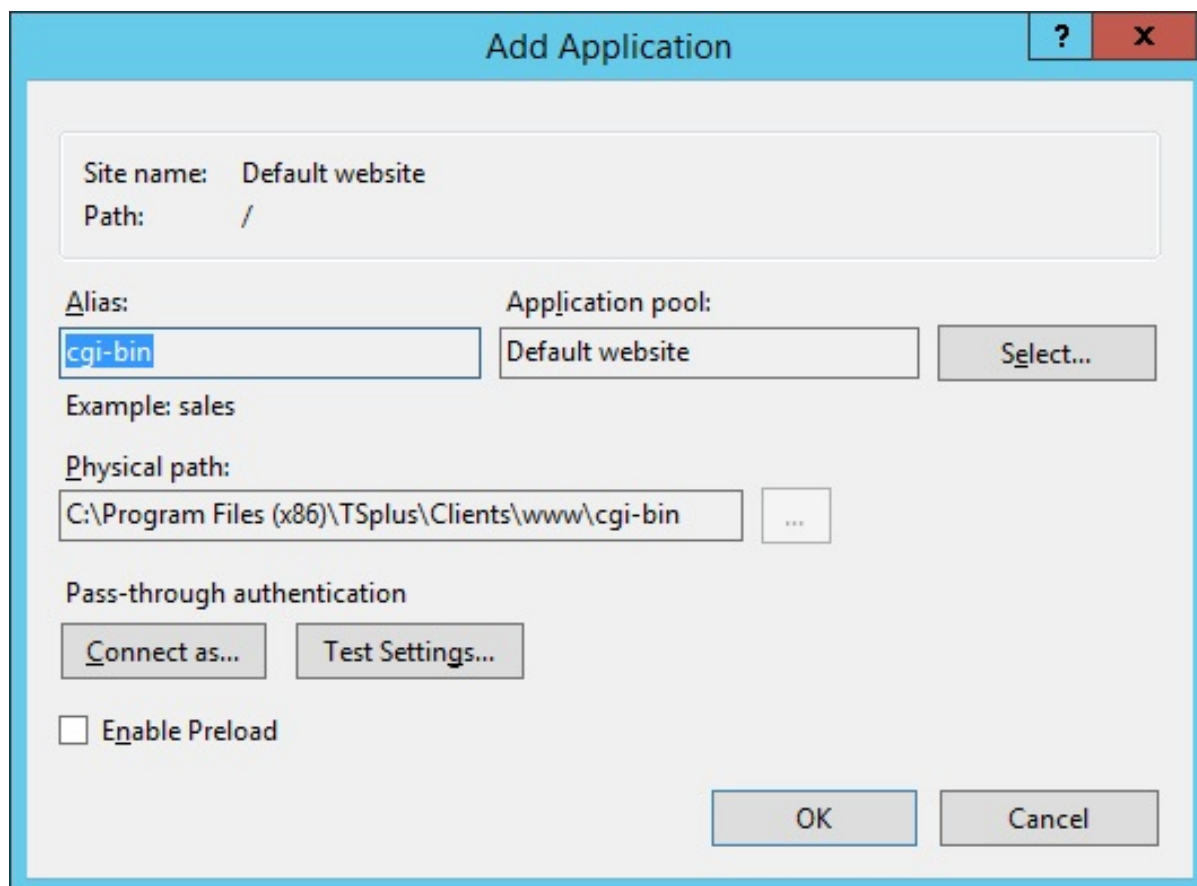 Add Application
?
x
Site name: Default website
Path: /
Alias:
Application pool:
cgi-bin
Default website
Select...
Example: sales
Physical path:
C:\Program Files (x86)\TSplus\Clients\www\cgi-bin
...
Pass-through authentication
Connect as...
Test Settings...
Enable Preload
OK
Cancel